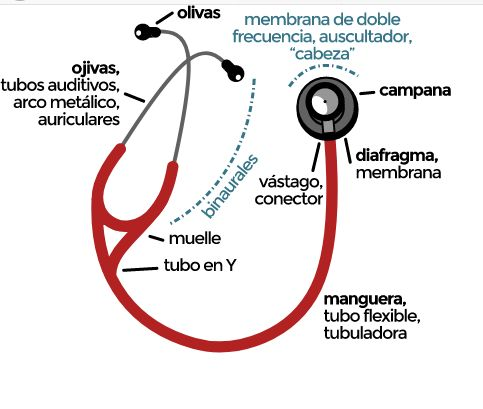 olivas
membrana de doble
frecuencia, auscultador,
“cabeza”
ojivas,
tubos auditivos,
arco metálico,
auriculares
campana
binaurales
diafragma,
membrana
vástago,
conector
muelle
tubo en Y
manguera,
tubo flexible,
tubuladora